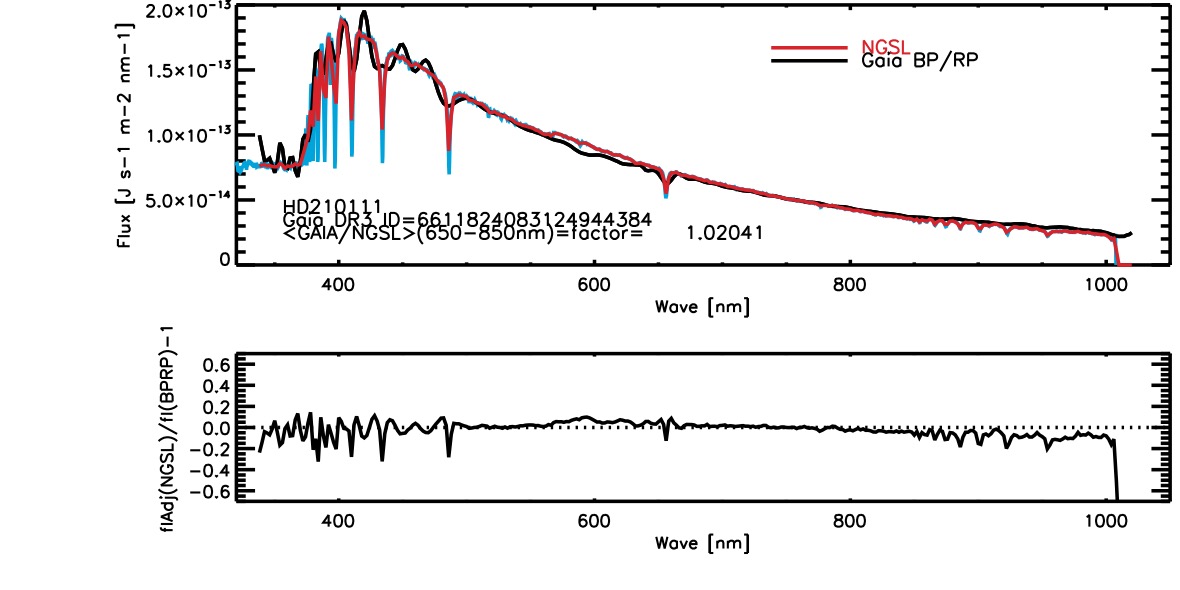 2.0×10−13
1.5×10−13
1.0×10−13
5.0×10−14
0
Flux [J s−1 m−2 nm−1]
NGSL
Gaia BP/RP
HD210111
Gaia DR3 ID=6611824083124944384
<GAIA/NGSL>(650−850nm)=factor= 1.02041
400 600 800 1000
Wave [nm]
flAdj(NGSL)/fl(BPRP)−1
0.6
0.4
0.2
0.0
−0.2
−0.4
−0.6
400 600 800 1000
Wave [nm]